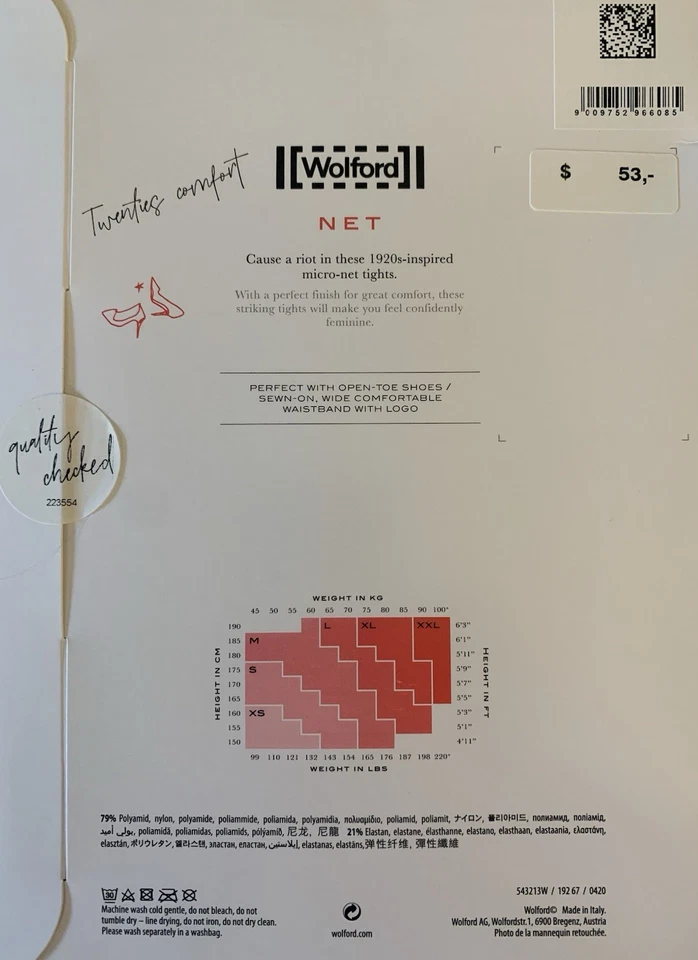 9 009752 966085
$ 53,-
Wolford
Twenties comfort
NET
Cause a riot in these 1920s-inspired
micro-net tights.
With a perfect finish for great comfort, these
striking tights will make you feel confidently
feminine.
PERFECT WITH OPEN-TOE SHOES /
SEWN-ON, WIDE COMFORTABLE
WAISTBAND WITH LOGO
quality
checked
223554
WEIGHT IN KG
45 50 55 60 65 70 75 80 85 90 100+
HEIGHT IN CM
HEIGHT IN FT
190 L XL XXL 6'3"
185 M 6'1"
180 5'11"
175 S 5'9"
170 5'7"
165 5'5"
160 XS 5'3"
155 5'1"
150 4'11"
99 110 121 132 143 154 165 176 187 198 220+
WEIGHT IN LBS
79% Polyamid, nylon, polyamide, poliammide, poliamida, polyamidia, πολυαμίδιο, poliamid, poliamit, ナイロン, 폴리아미드, полиамид, поліамід,
بولي أميد, poliamidă, poliamidas, poliamīds, pólýamíð, 尼龙, 尼龍 21% Elastan, elastane, élasthanne, elastano, elasthaan, elastaania, ελαστάνη,
elasztán, ポリウレタン, 엘라스탠, эластан, еластан, إيلاستين, elastanas, elastāns, 弹性纤维, 彈性纖維
30
Machine wash cold gentle, do not bleach, do not
tumble dry – line drying, do not iron, do not dry clean.
Please wash separately in a washbag.
wolford.com
543213W / 192 67 / 0420
Wolford© Made in Italy.
Wolford AG, Wolfordstr.1, 6900 Bregenz, Austria
Photo de la mannequin retouchée.